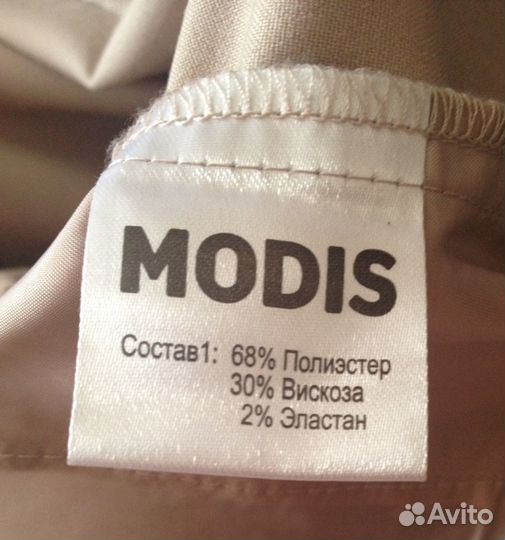 MODIS
Состав1: 68% Полиэстер
30% Вискоза
2% Эластан
Avito